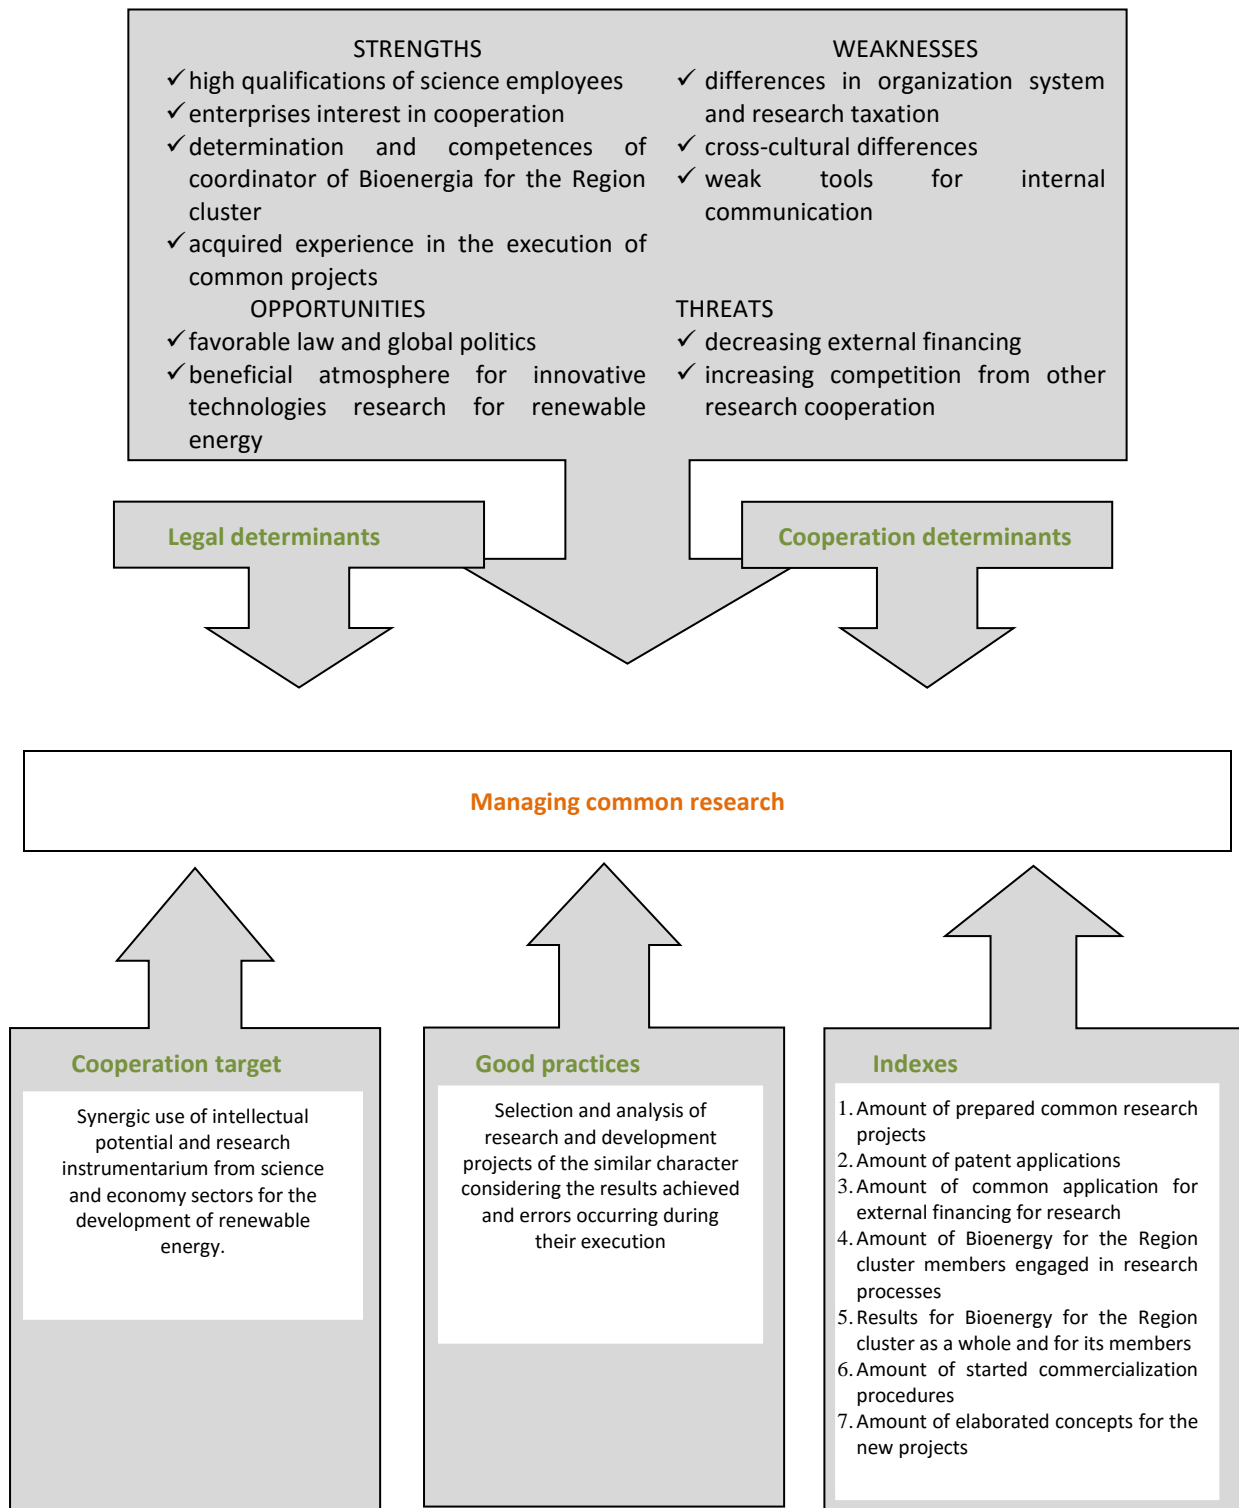 STRENGTHS
✓ high qualifications of science employees
✓ enterprises interest in cooperation
✓ determination and competences of
coordinator of Bioenergia for the Region
cluster
✓ acquired experience in the execution of
common projects
WEAKNESSES
✓ differences in organization system
and research taxation
✓ cross-cultural differences
✓ weak tools for internal
communication
OPPORTUNITIES
✓ favorable law and global politics
✓ beneficial atmosphere for innovative
technologies research for renewable
energy
THREATS
✓ decreasing external financing
✓ increasing competition from other
research cooperation
Legal determinants
Cooperation determinants
Managing common research
Cooperation target
Synergic use of intellectual
potential and research
instrumentarium from science
and economy sectors for the
development of renewable
energy.
Good practices
Selection and analysis of
research and development
projects of the similar character
considering the results achieved
and errors occurring during
their execution
Indexes
1. Amount of prepared common research
projects
2. Amount of patent applications
3. Amount of common application for
external financing for research
4. Amount of Bioenergy for the Region
cluster members engaged in research
processes
5. Results for Bioenergy for the Region
cluster as a whole and for its members
6. Amount of started commercialization
procedures
7. Amount of elaborated concepts for the
new projects